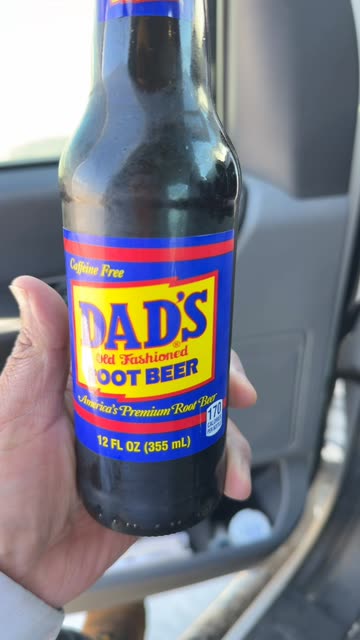 Caffeine Free
DAD'S
®
Old Fashioned
ROOT BEER
America's Premium Root Beer
170
CALORIES
12 FL OZ (355 mL)